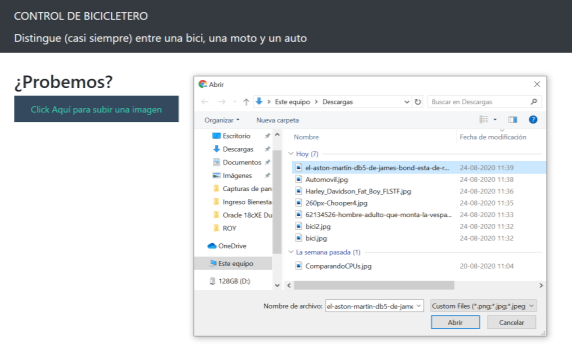 CONTROL DE BICICLETERO
Distingue (casi siempre) entre una bici, una moto y un auto
¿Probemos?
Click Aquí para subir una imagen
Abrir
Este equipo > Descargas
Buscar en Descargas
Organizar
Nueva carpeta
Escritorio
Descargas
Documentos
Imágenes
Capturas de pan
Ingreso Bienesta
Oracle 18cXE Du
ROY
OneDrive
Este equipo
128GB (D:)
Nombre
Fecha de modificación
Hoy (7)
el-aston-martin-db5-de-james-bond-esta-de-r... 24-08-2020 11:39
Automovil.jpg 24-08-2020 11:38
Harley_Davidson_Fat_Boy_FLSTF.jpg 24-08-2020 11:36
260px-Chooper4.jpg 24-08-2020 11:35
62134526-hombre-adulto-que-monta-la-vespa... 24-08-2020 11:33
bici2.jpg 24-08-2020 11:32
bici.jpg 24-08-2020 11:32
La semana pasada (1)
ComparandoCPUs.jpg 20-08-2020 11:04
Nombre de archivo: el-aston-martin-db5-de-jame
Custom Files (*.png;*.jpg;*.jpeg
Abrir
Cancelar